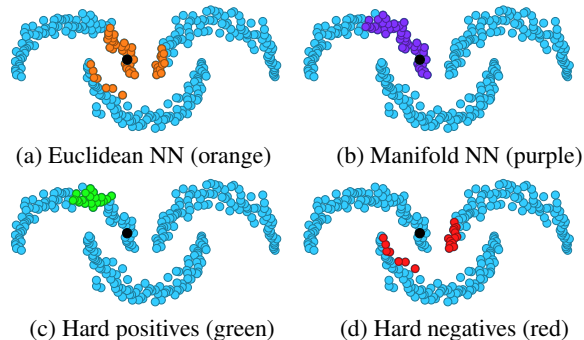 (a) Euclidean NN (orange)
(b) Manifold NN (purple)
(c) Hard positives (green)
(d) Hard negatives (red)